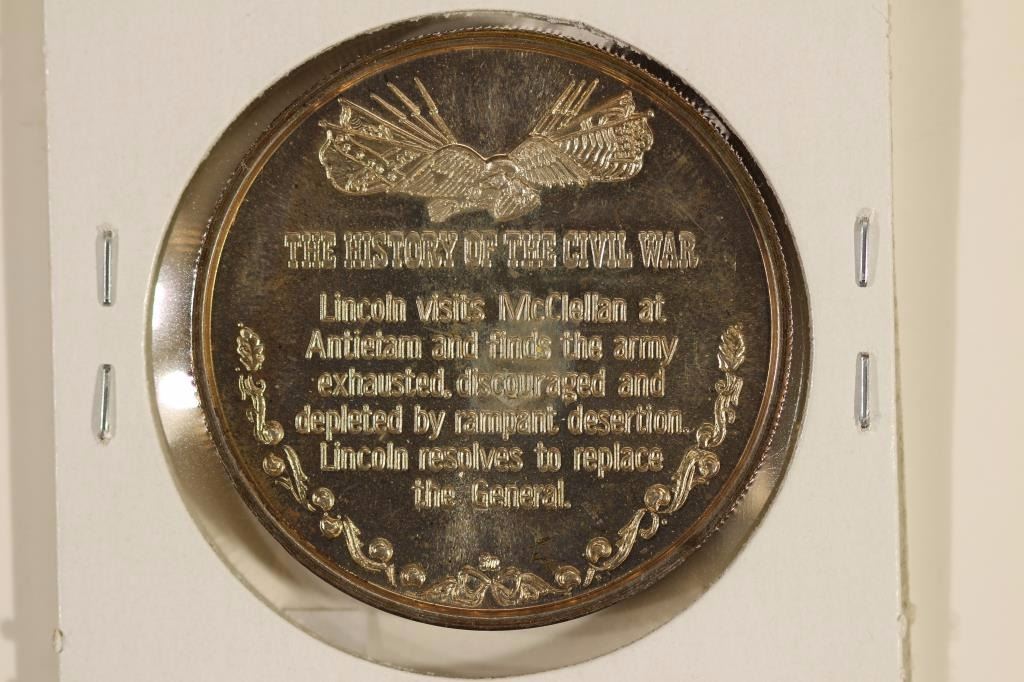 THE HISTORY OF THE CIVIL WAR
Lincoln visits McClellan at
Antietam and finds the army
exhausted, discouraged and
depleted by rampant desertion.
Lincoln resolves to replace
the General.